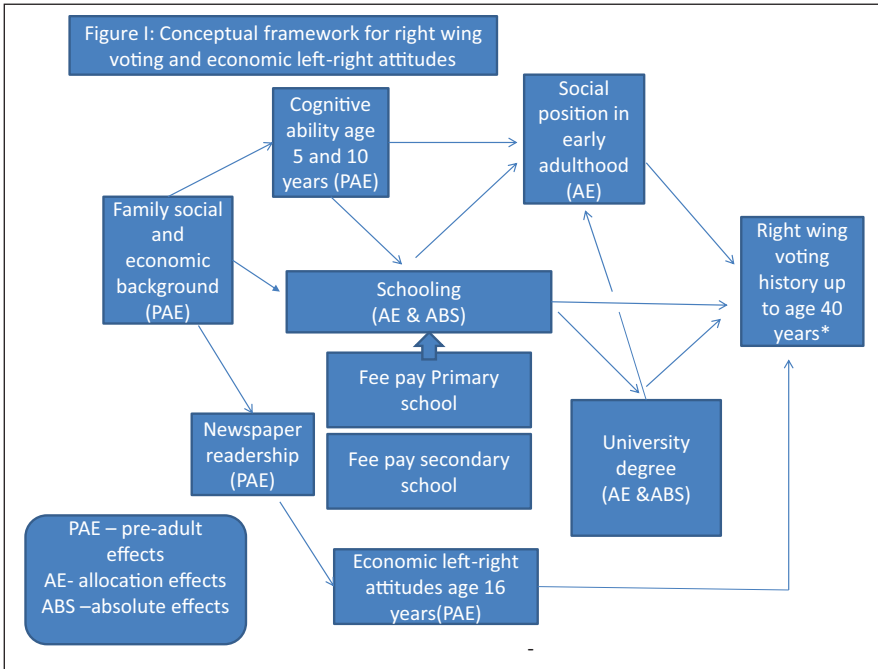 Figure I: Conceptual framework for right wing
voting and economic left-right attitudes
Cognitive
ability age
5 and 10
years (PAE)
Social
position in
early
adulthood
(AE)
Family social
and
economic
background
(PAE)
Right wing
voting
history up
to age 40
years*
Schooling
(AE & ABS)
Fee pay Primary
school
Newspaper
readership
(PAE)
Fee pay secondary
school
University
degree
(AE &ABS)
PAE – pre-adult
effects
AE- allocation effects
ABS –absolute effects
Economic left-right
attitudes age 16
years(PAE)
-